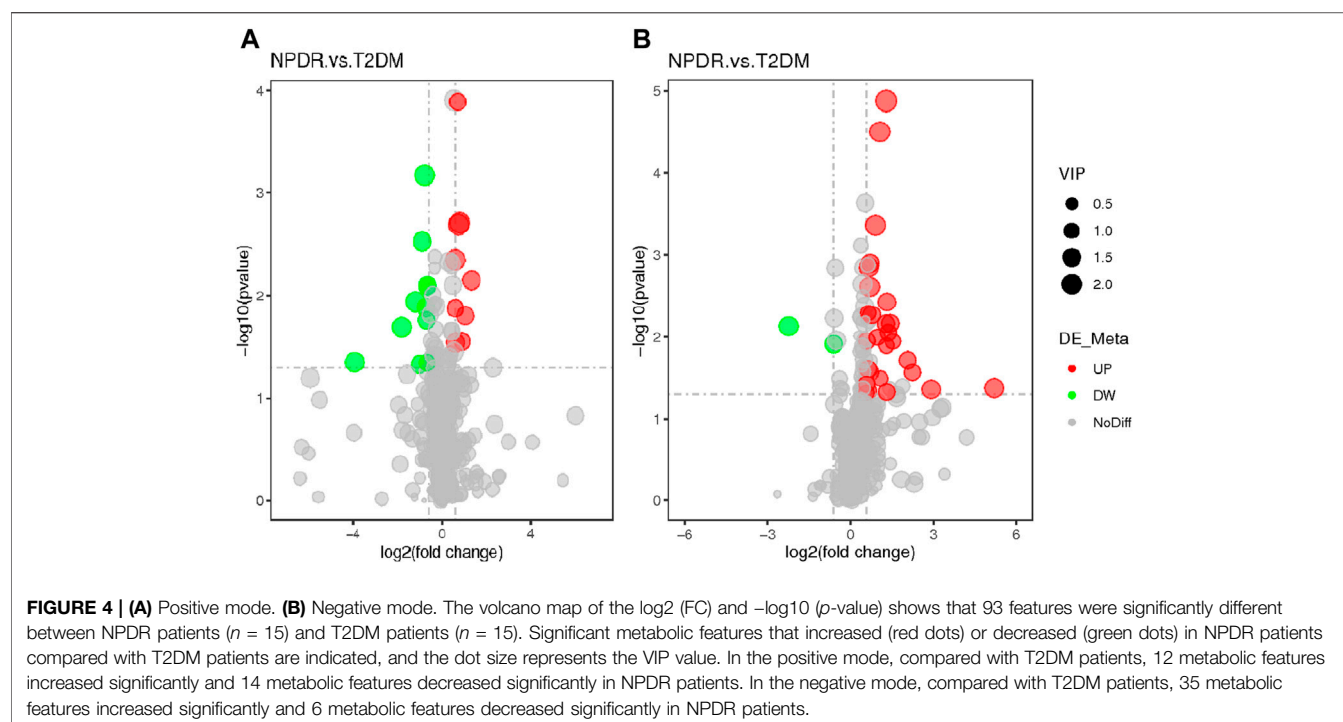 A
NPDR.vs.T2DM
4
3
2
1
0
-log10(pvalue)
-4
0
4
log2(fold change)
B
NPDR.vs.T2DM
5
4
3
2
1
0
-log10(pvalue)
-6
-3
0
3
6
log2(fold change)
VIP
0.5
1.0
1.5
2.0
DE_Meta
UP
DW
NoDiff
FIGURE 4 | (A) Positive mode. (B) Negative mode. The volcano map of the log2 (FC) and −log10 (p-value) shows that 93 features were significantly different
between NPDR patients (n = 15) and T2DM patients (n = 15). Significant metabolic features that increased (red dots) or decreased (green dots) in NPDR patients
compared with T2DM patients are indicated, and the dot size represents the VIP value. In the positive mode, compared with T2DM patients, 12 metabolic features
increased significantly and 14 metabolic features decreased significantly in NPDR patients. In the negative mode, compared with T2DM patients, 35 metabolic
features increased significantly and 6 metabolic features decreased significantly in NPDR patients.